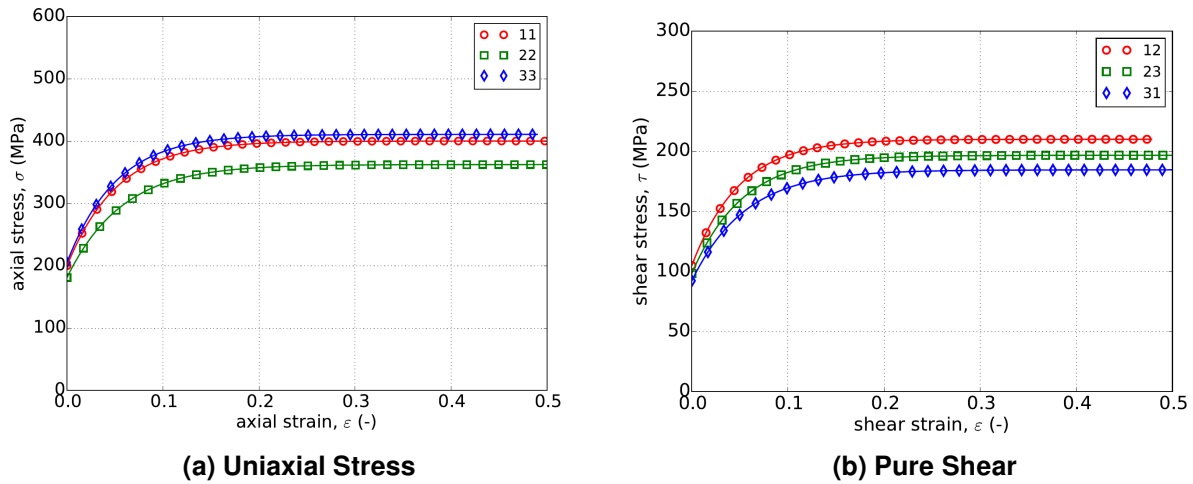 600
500
400
300
200
100
0
0.0 0.1 0.2 0.3 0.4 0.5
axial stress, σ (MPa)
axial strain, ε (-)
11
22
33
(a) Uniaxial Stress
300
250
200
150
100
50
0
0.0 0.1 0.2 0.3 0.4 0.5
shear stress, τ (MPa)
shear strain, ε (-)
12
23
31
(b) Pure Shear